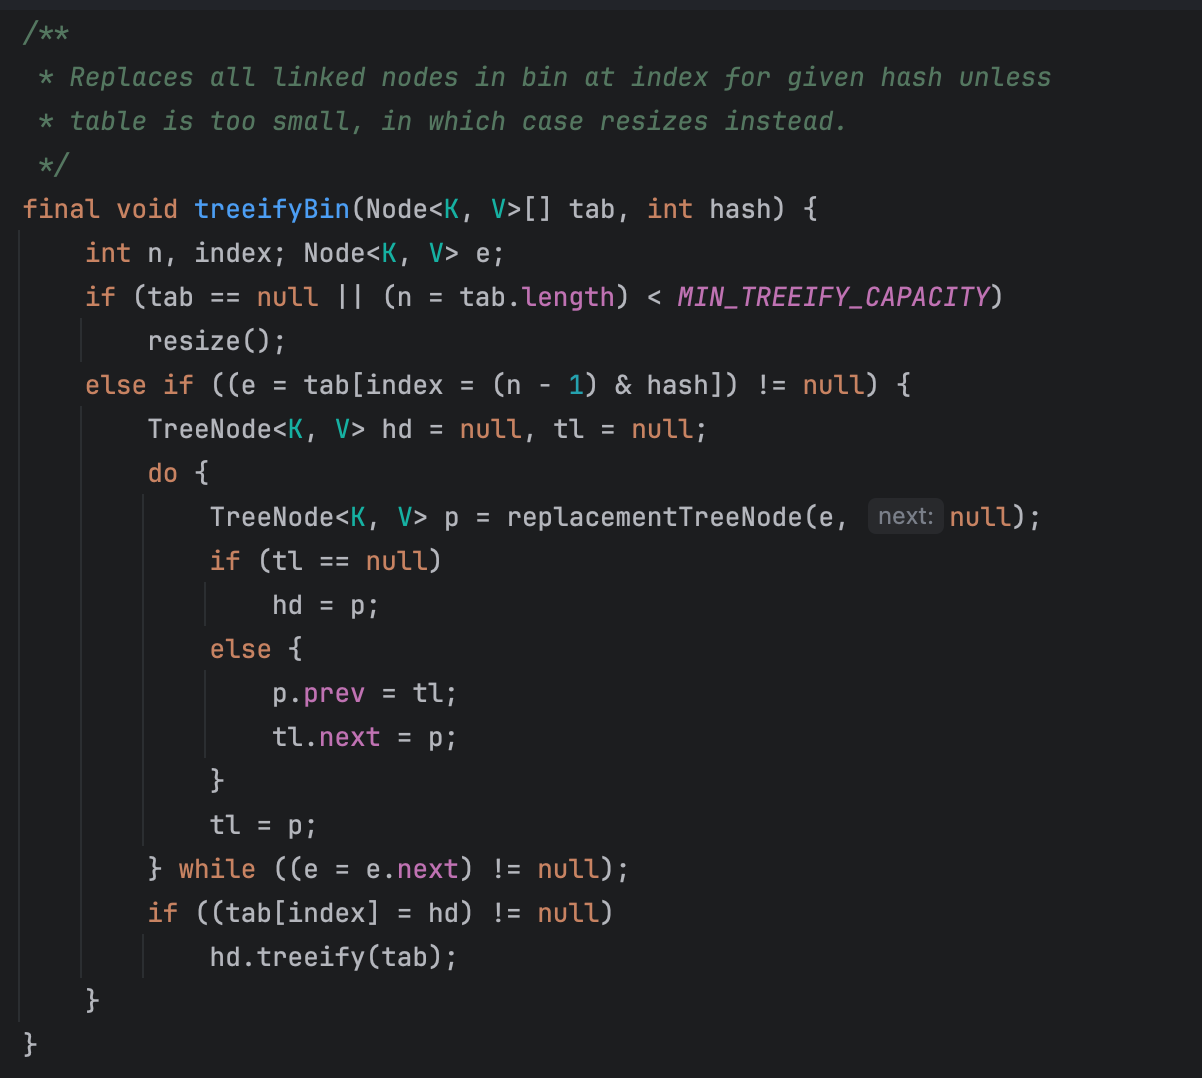 /**
 * Replaces all linked nodes in bin at index for given hash unless
 * table is too small, in which case resizes instead.
 */
final void treeifyBin(Node<K, V>[] tab, int hash) {
    int n, index; Node<K, V> e;
    if (tab == null || (n = tab.length) < MIN_TREEIFY_CAPACITY)
        resize();
    else if ((e = tab[index = (n - 1) & hash]) != null) {
        TreeNode<K, V> hd = null, tl = null;
        do {
            TreeNode<K, V> p = replacementTreeNode(e, next: null);
            if (tl == null)
                hd = p;
            else {
                p.prev = tl;
                tl.next = p;
            }
            tl = p;
        } while ((e = e.next) != null);
        if ((tab[index] = hd) != null)
            hd.treeify(tab);
    }
}